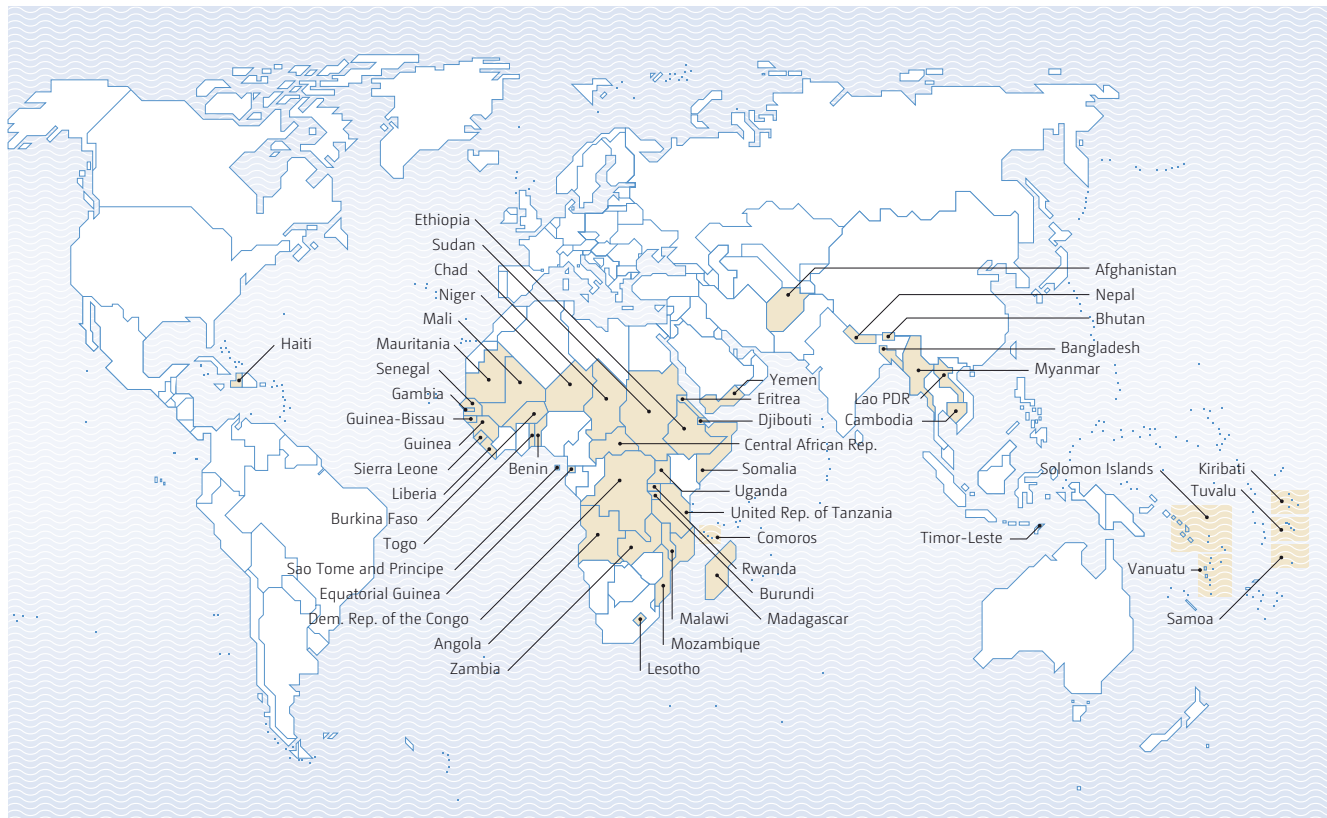 Ethiopia
Sudan
Chad
Niger
Mali
Mauritania
Senegal
Gambia
Guinea-Bissau
Guinea
Sierra Leone
Liberia
Burkina Faso
Togo
Sao Tome and Principe
Equatorial Guinea
Dem. Rep. of the Congo
Angola
Zambia
Haiti
Benin
Afghanistan
Nepal
Bhutan
Bangladesh
Myanmar
Lao PDR
Cambodia
Yemen
Eritrea
Djibouti
Central African Rep.
Somalia
Uganda
United Rep. of Tanzania
Comoros
Rwanda
Burundi
Madagascar
Malawi
Mozambique
Lesotho
Timor-Leste
Solomon Islands
Kiribati
Tuvalu
Vanuatu
Samoa